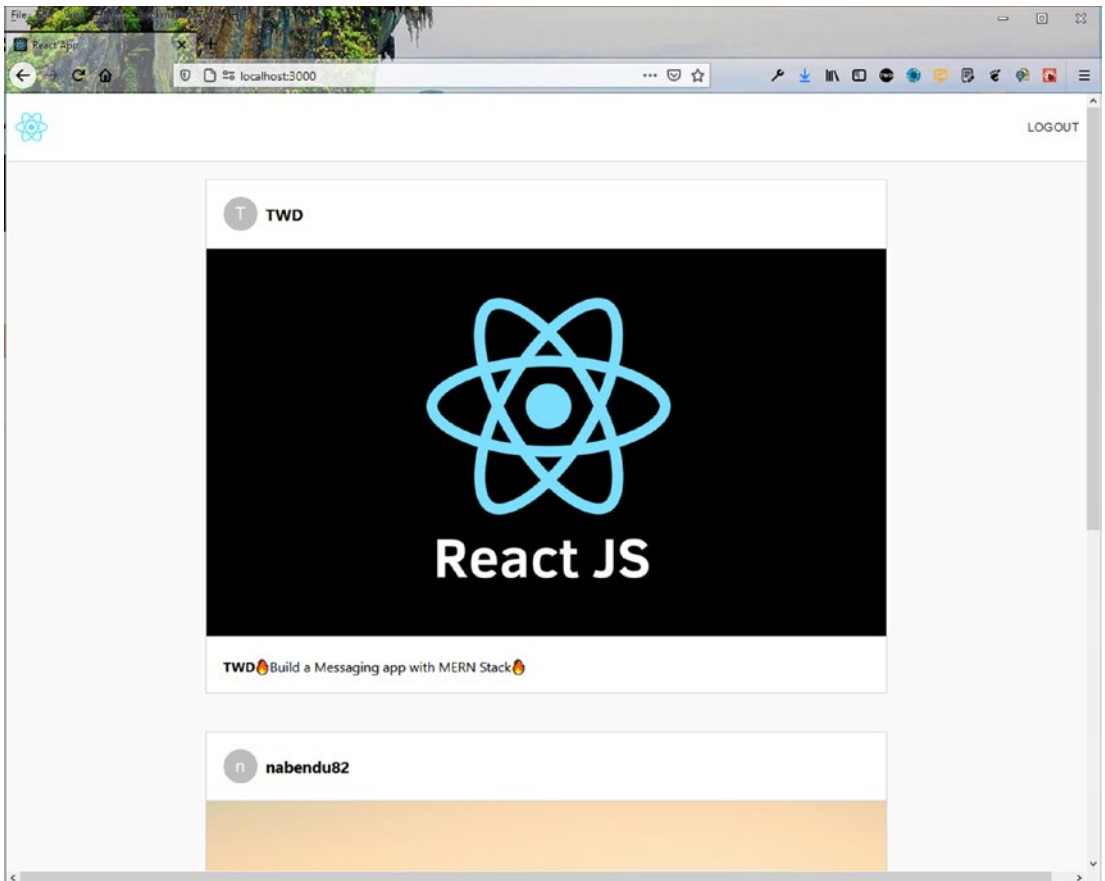 File
React App
localhost:3000
LOGOUT
T TWD
React JS
TWD🔥Build a Messaging app with MERN Stack🔥
n nabendu82